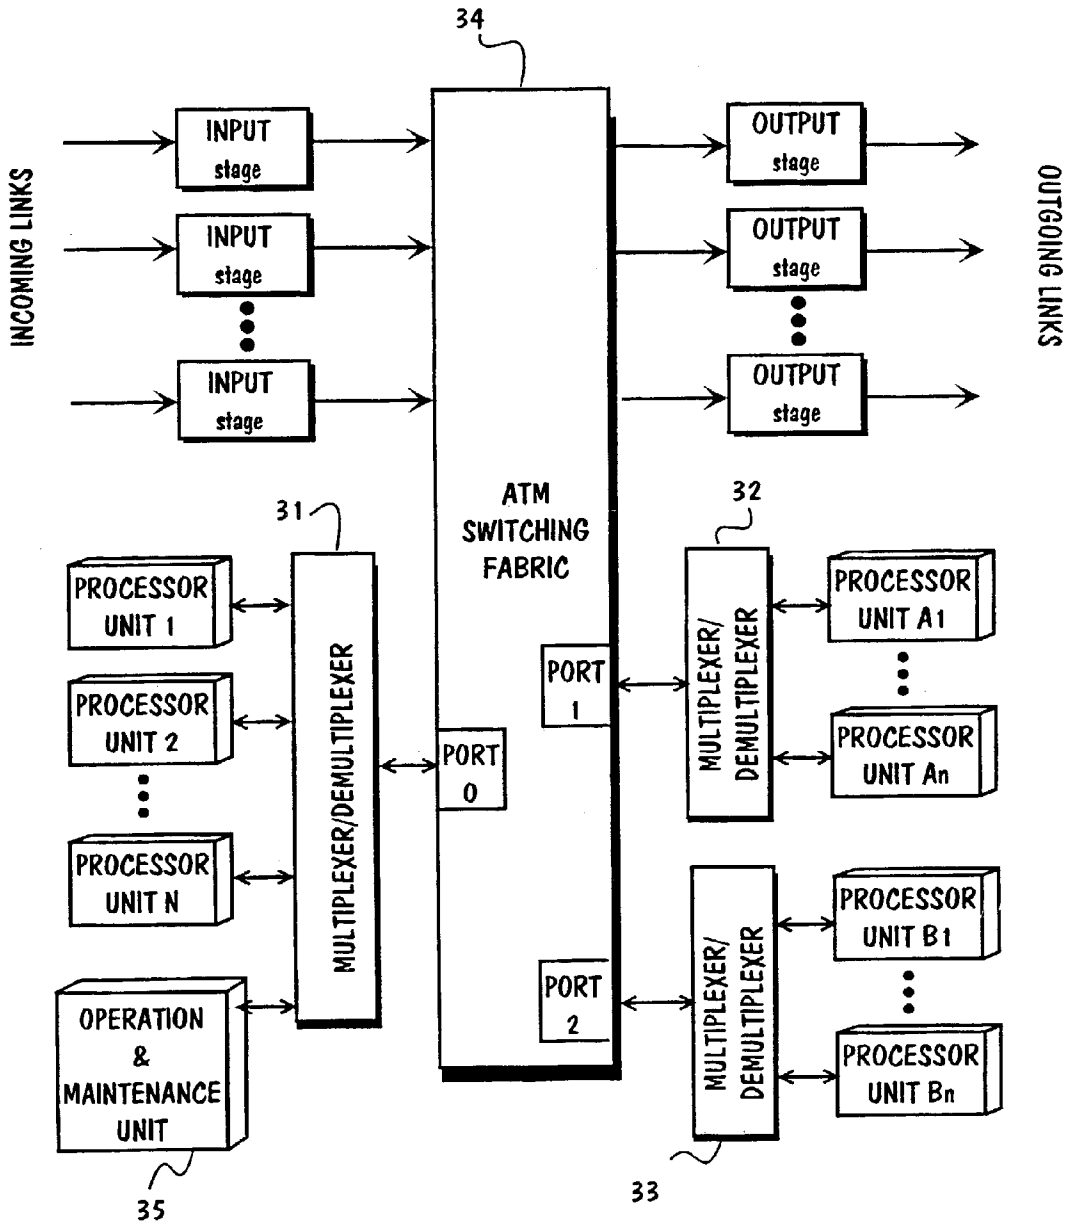 34
INPUT
stage
OUTPUT
stage
INCOMING LINKS
OUTGOING LINKS
INPUT
stage
OUTPUT
stage
INPUT
stage
OUTPUT
stage
ATM
SWITCHING
FABRIC
31
32
PROCESSOR
UNIT 1
PROCESSOR
UNIT 2
PROCESSOR
UNIT N
OPERATION
&
MAINTENANCE
UNIT
35
MULTIPLEXER/DEMULTIPLEXER
PORT
0
PORT
1
PORT
2
MULTIPLEXER/
DEMULTIPLEXER
PROCESSOR
UNIT A1
PROCESSOR
UNIT An
MULTIPLEXER/
DEMULTIPLEXER
PROCESSOR
UNIT B1
PROCESSOR
UNIT Bn
33